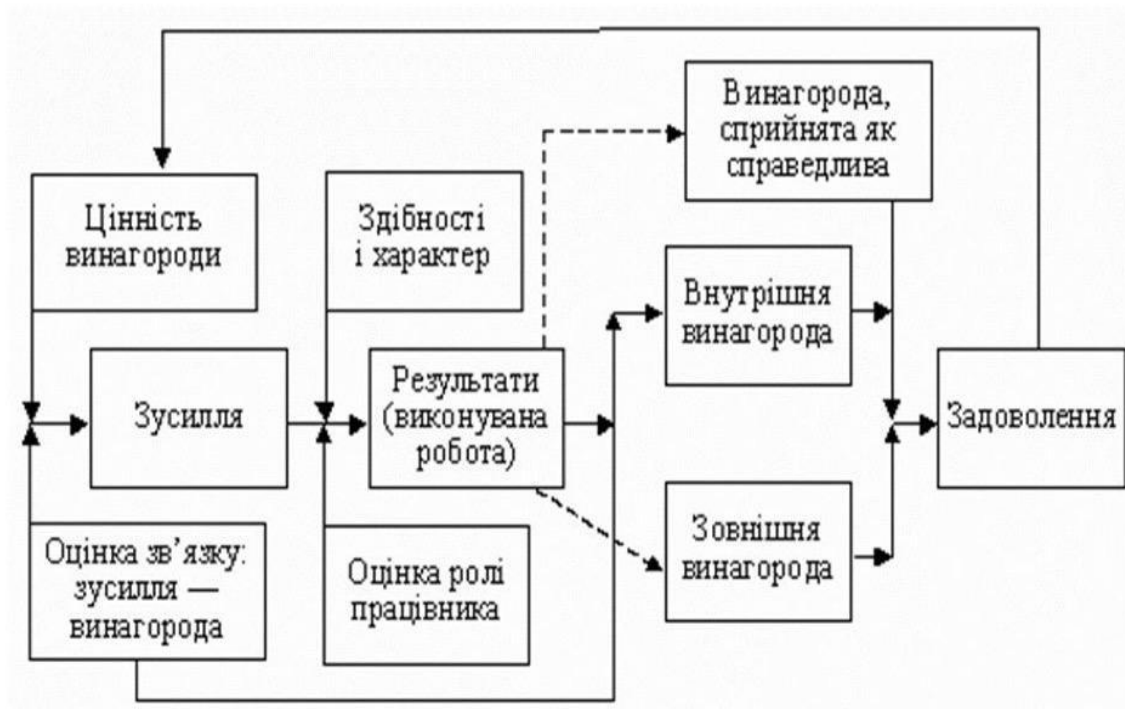 Винагорода,
сприйнята як
справедлива
Цінність
винагороди
Здібності
і характер
Внутрішня
винагорода
Зусилля
Результати
(виконувана
робота)
Задоволення
Оцінка зв’язку:
зусилля —
винагорода
Оцінка ролі
працівника
Зовнішня
винагорода